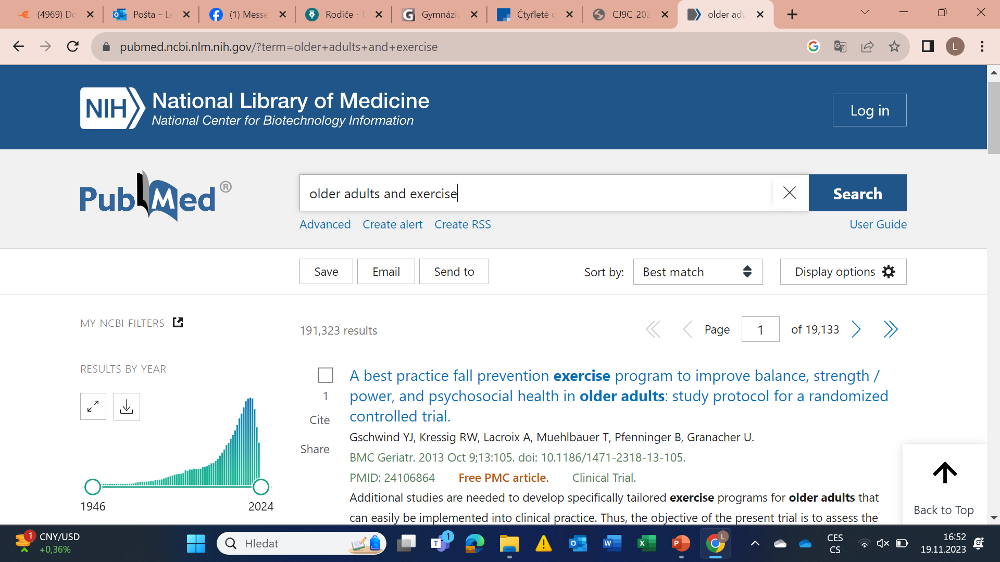 (4969) Do
Pošta – Le
(1) Messe
Rodiče -
Gymnáziu
Čtyřleté o
CJ9C_202
older adu
pubmed.ncbi.nlm.nih.gov/?term=older+adults+and+exercise
L
NIH National Library of Medicine
National Center for Biotechnology Information
Log in
PubMed®
older adults and exercise
Search
Advanced
Create alert
Create RSS
User Guide
Save
Email
Send to
Sort by:
Best match
Display options
MY NCBI FILTERS
191,323 results
Page
1
of 19,133
RESULTS BY YEAR
1946
2024
1
Cite
Share
A best practice fall prevention exercise program to improve balance, strength /
power, and psychosocial health in older adults: study protocol for a randomized
controlled trial.
Gschwind YJ, Kressig RW, Lacroix A, Muehlbauer T, Pfenninger B, Granacher U.
BMC Geriatr. 2013 Oct 9;13:105. doi: 10.1186/1471-2318-13-105.
PMID: 24106864 Free PMC article. Clinical Trial.
Additional studies are needed to develop specifically tailored exercise programs for older adults that
can easily be implemented into clinical practice. Thus, the objective of the present trial is to assess the
Back to Top
1
CNY/USD
+0,36%
Hledat
1
L
CES
CS
16:52
19.11.2023